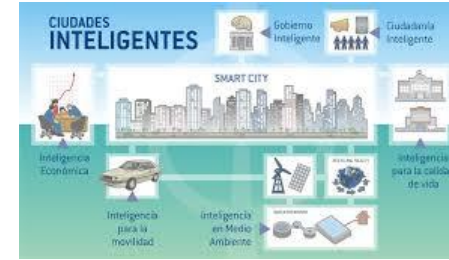 CIUDADES
INTELIGENTES
Gobierno
Inteligente
Ciudadanía
Inteligente
SMART CITY
Inteligencia
Económica
Inteligencia
para la calidad
de vida
Inteligencia
para la
movilidad
Inteligencia
en Medio
Ambiente